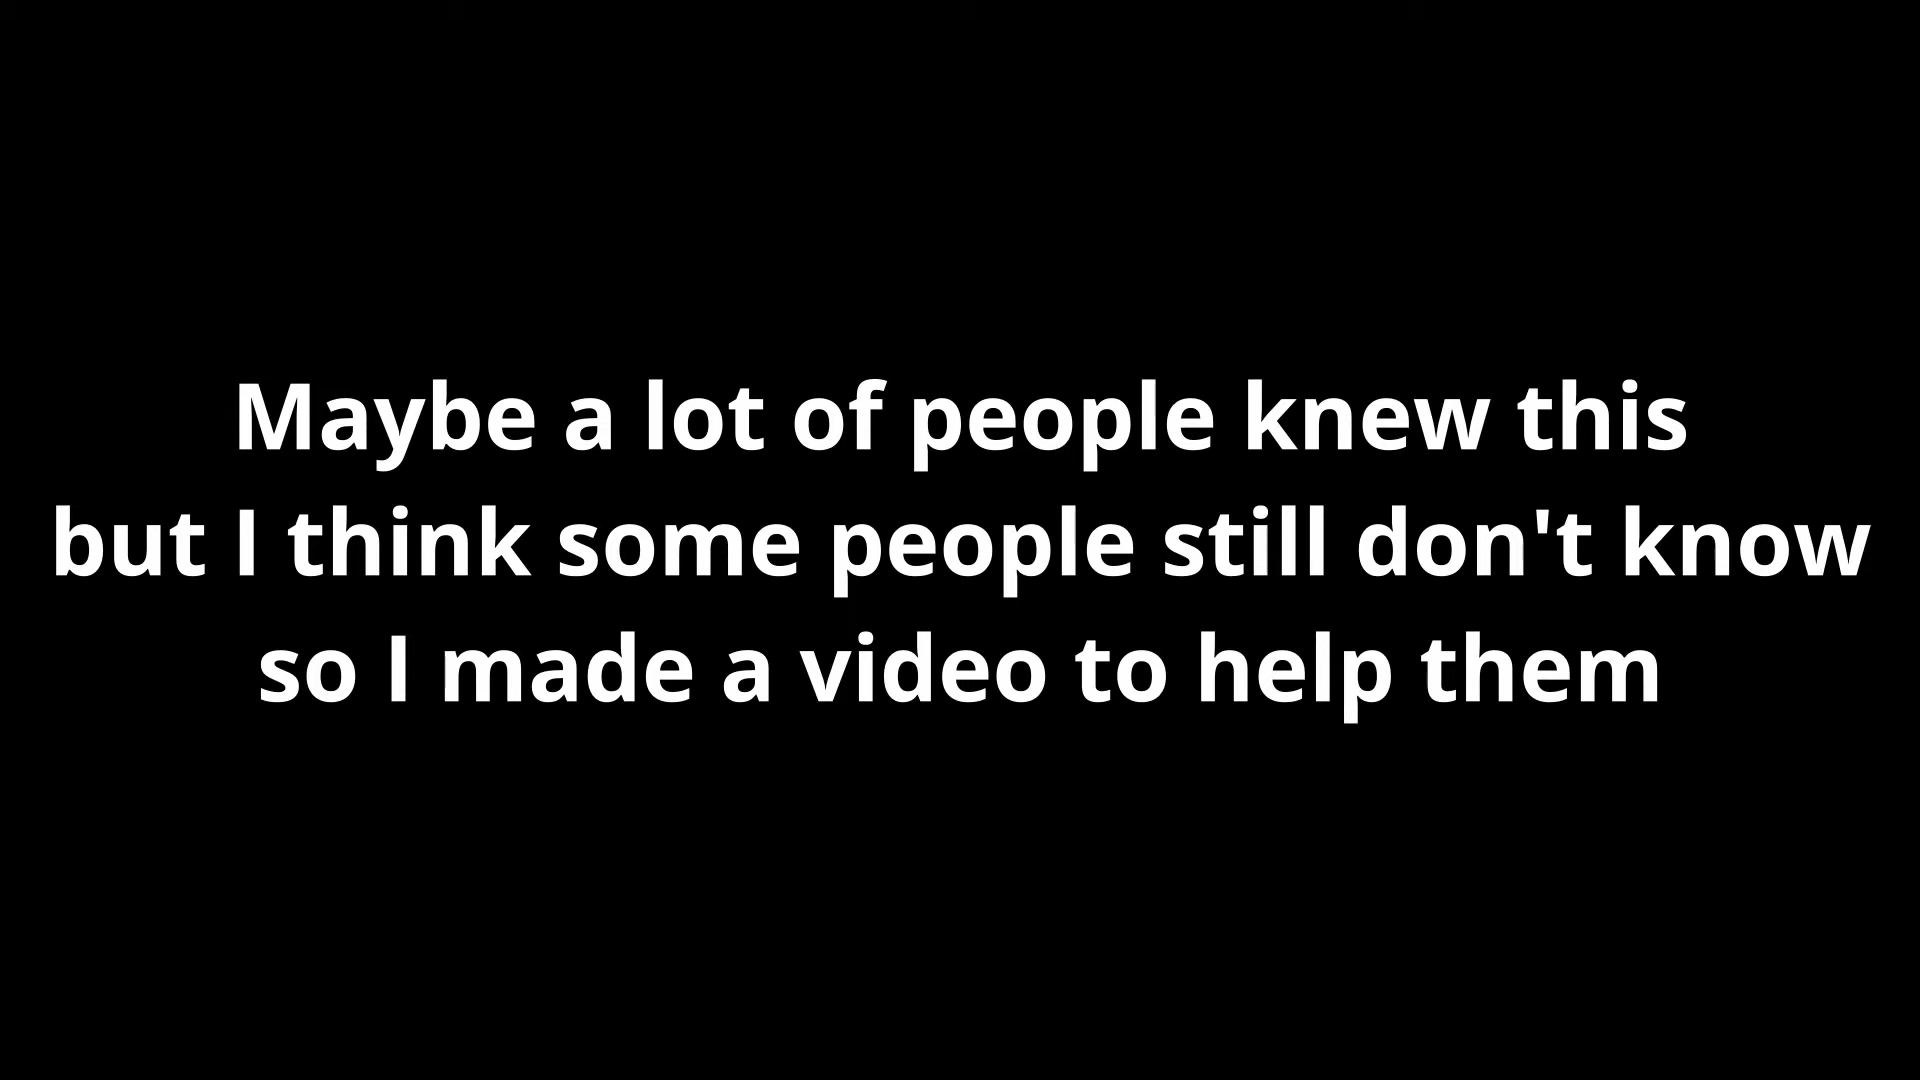 Maybe a lot of people knew this
but I think some people still don't know
so I made a video to help them